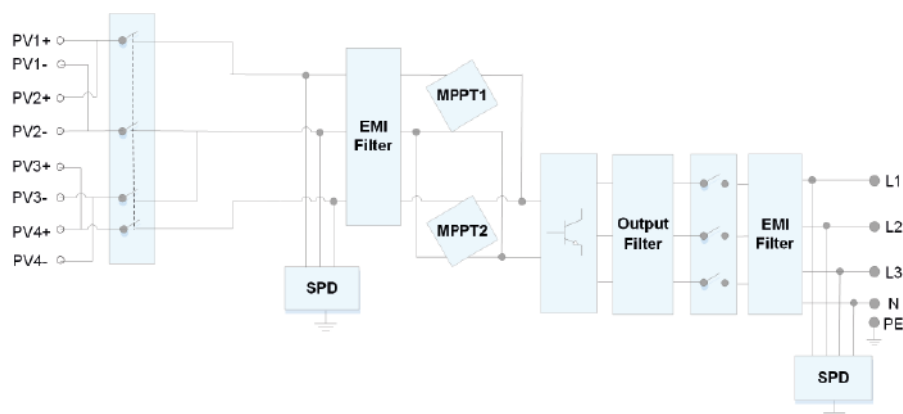 PV1+
PV1-
PV2+
PV2-
PV3+
PV3-
PV4+
PV4-
EMI
Filter
MPPT1
MPPT2
SPD
Output
Filter
EMI
Filter
L1
L2
L3
N
PE
SPD